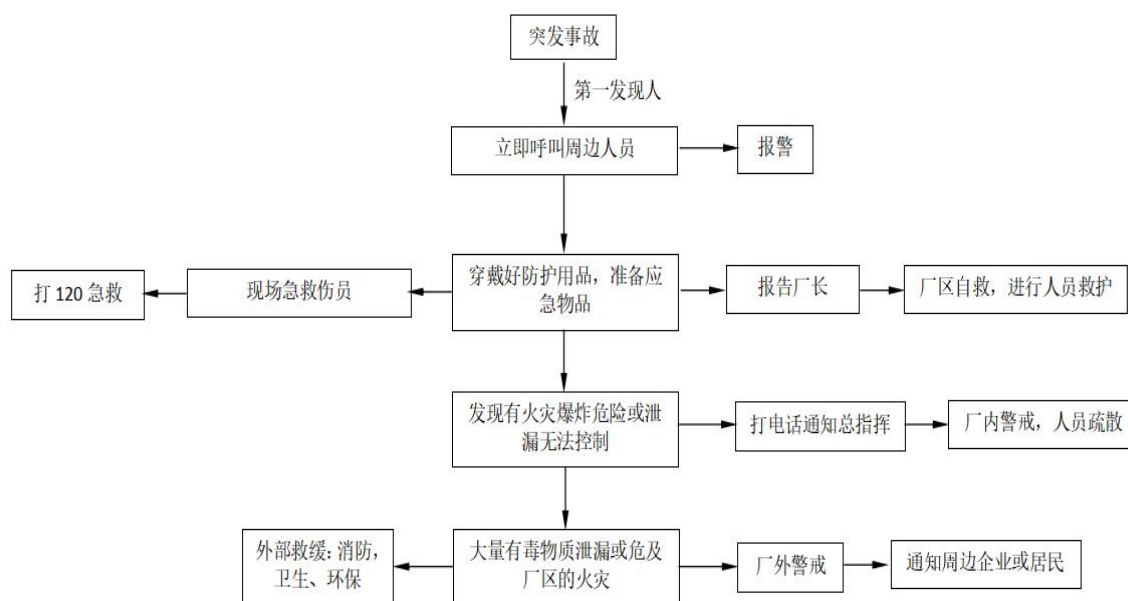 突发事故
第一发现人
立即呼叫周边人员
报警
打 120 急救
现场急救伤员
穿戴好防护用品，准备应
急物品
报告厂长
厂区自救，进行人员救护
发现有火灾爆炸危险或泄
漏无法控制
打电话通知总指挥
厂内警戒，人员疏散
外部救缓：消防，
卫生、环保
大量有毒物质泄漏或危及
厂区的火灾
厂外警戒
通知周边企业或居民